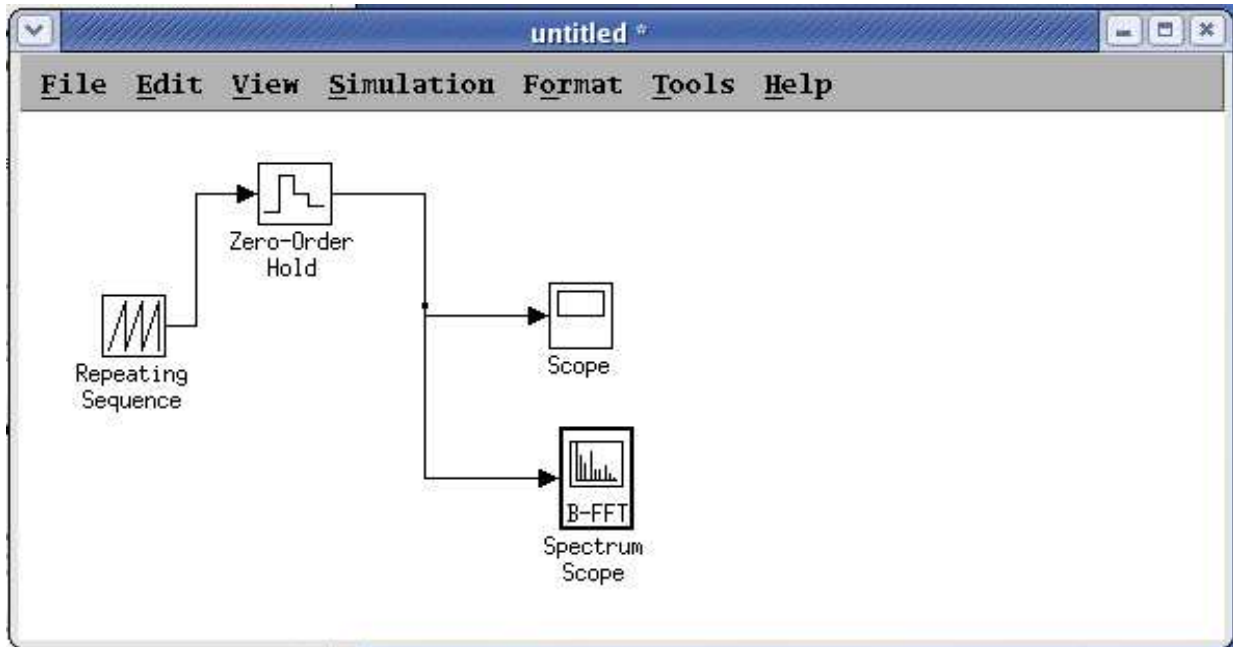 untitled *
File Edit View Simulation Format Tools Help
Zero-Order
Hold
Repeating
Sequence
Scope
B-FFT
Spectrum
Scope